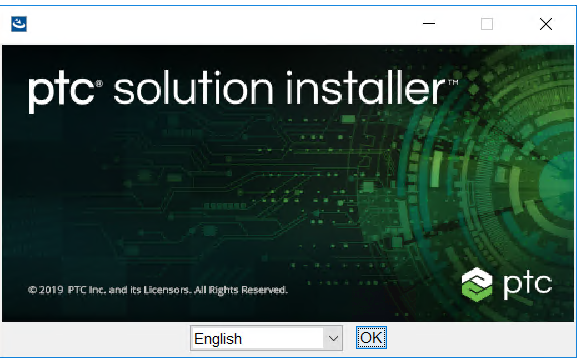 ptc® solution installer™
© 2019 PTC Inc. and its Licensors. All Rights Reserved.
ptc
English
OK